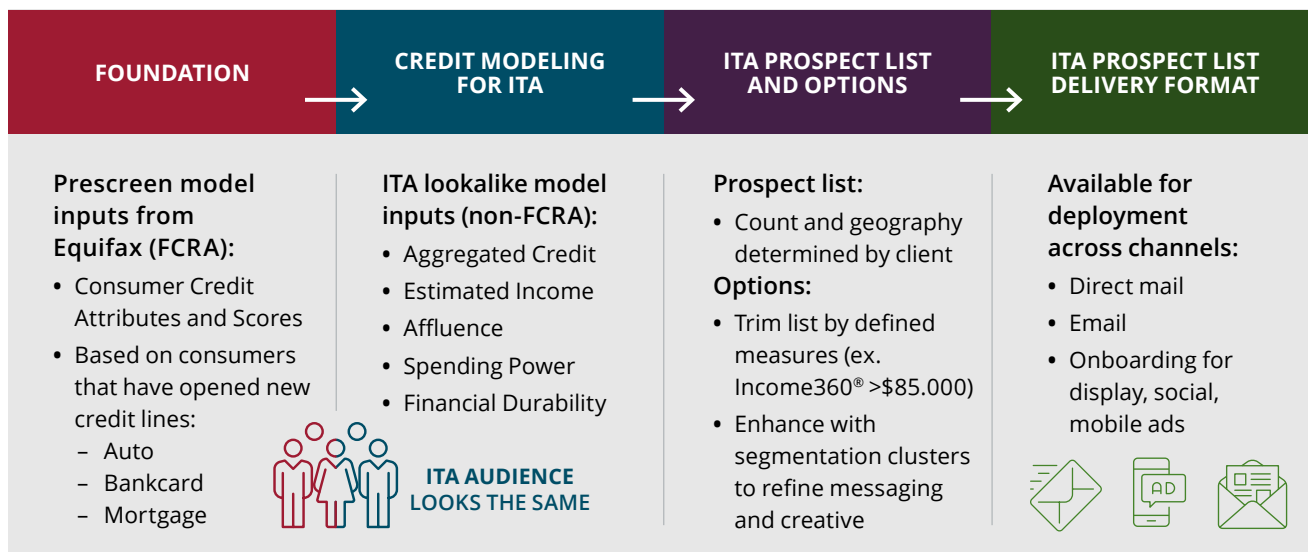 FOUNDATION
CREDIT MODELING
FOR ITA
ITA PROSPECT LIST
AND OPTIONS
ITA PROSPECT LIST
DELIVERY FORMAT
Prescreen model
inputs from
Equifax (FCRA):
• Consumer Credit
Attributes and Scores
• Based on consumers
that have opened new
credit lines:
– Auto
– Bankcard
– Mortgage
ITA lookalike model
inputs (non-FCRA):
• Aggregated Credit
• Estimated Income
• Affluence
• Spending Power
• Financial Durability
ITA AUDIENCE
LOOKS THE SAME
Prospect list:
• Count and geography
determined by client
Options:
• Trim list by defined
measures (ex.
Income360® >$85.000)
• Enhance with
segmentation clusters
to refine messaging
and creative
Available for
deployment
across channels:
• Direct mail
• Email
• Onboarding for
display, social,
mobile ads
AD